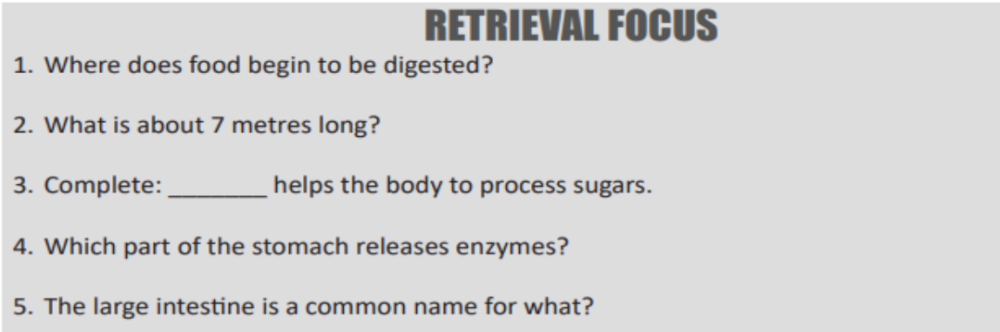 RETRIEVAL FOCUS
1. Where does food begin to be digested?
2. What is about 7 metres long?
3. Complete: ________ helps the body to process sugars.
4. Which part of the stomach releases enzymes?
5. The large intestine is a common name for what?